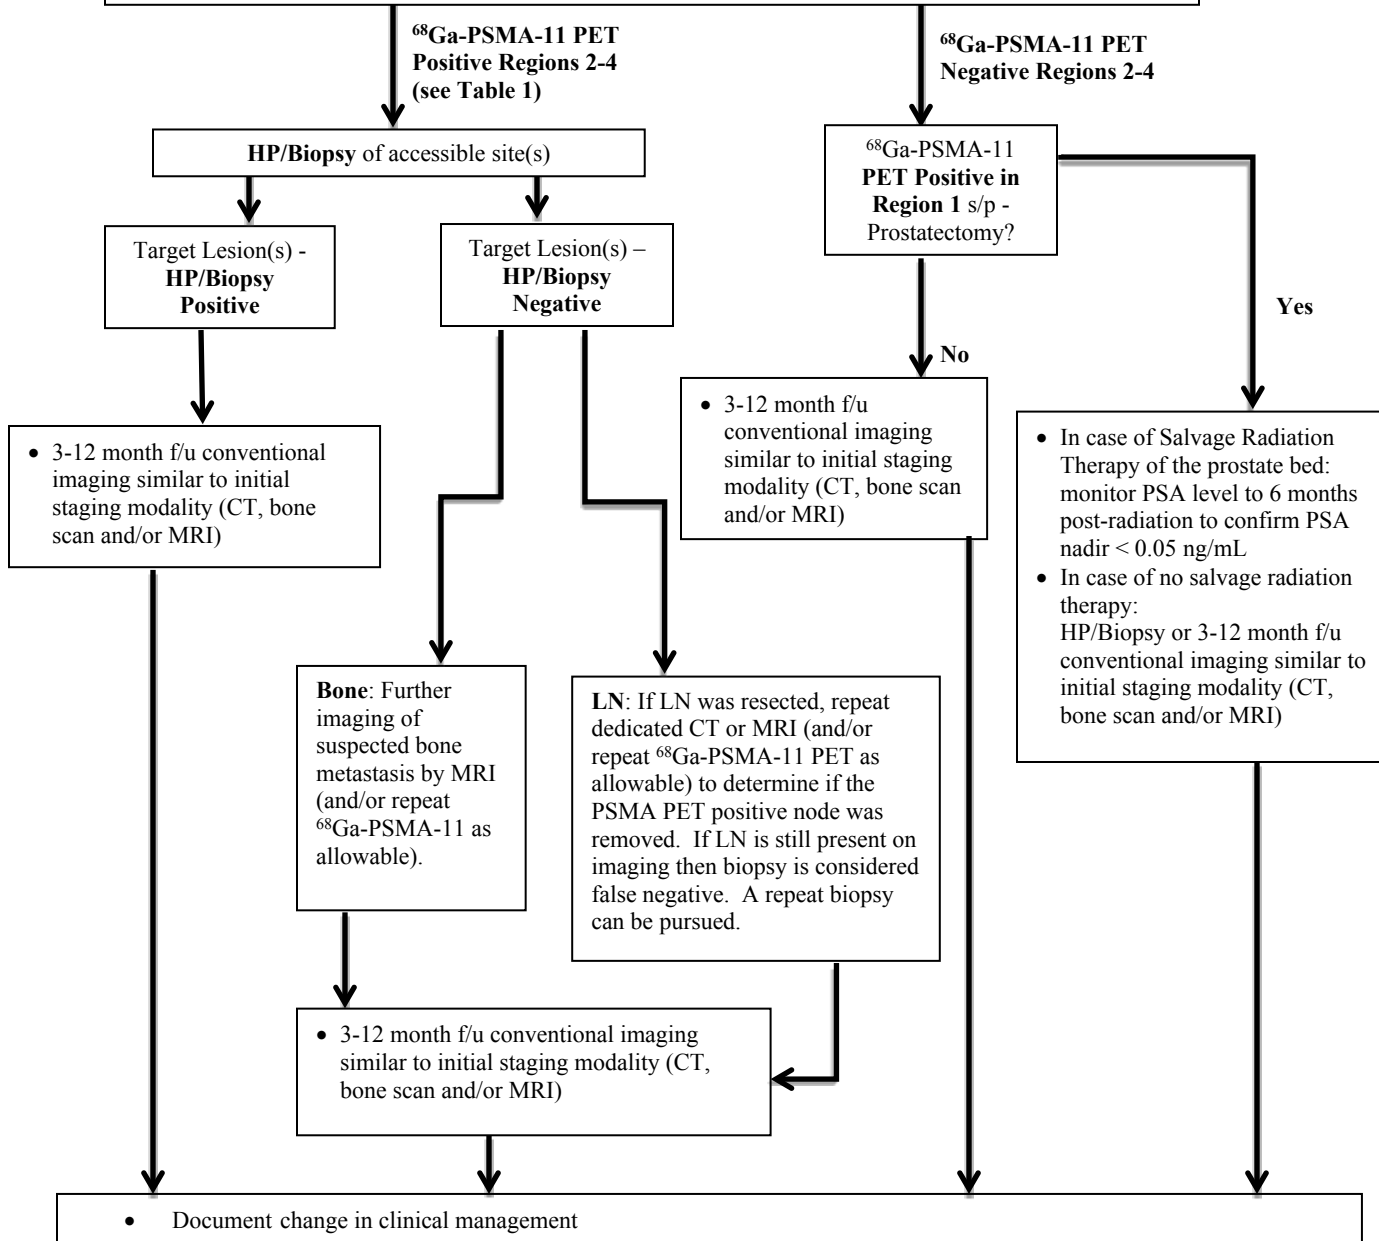 ⁶⁸Ga-PSMA-11 PET
Positive Regions 2-4
(see Table 1)
⁶⁸Ga-PSMA-11 PET
Negative Regions 2-4
HP/Biopsy of accessible site(s)
⁶⁸Ga-PSMA-11
PET Positive in
Region 1 s/p -
Prostatectomy?
Target Lesion(s) -
HP/Biopsy
Positive
Target Lesion(s) –
HP/Biopsy
Negative
Yes
No
• 3-12 month f/u conventional
imaging similar to initial
staging modality (CT, bone
scan and/or MRI)
• 3-12 month f/u
conventional imaging
similar to initial staging
modality (CT, bone scan
and/or MRI)
• In case of Salvage Radiation
Therapy of the prostate bed:
monitor PSA level to 6 months
post-radiation to confirm PSA
nadir < 0.05 ng/mL
• In case of no salvage radiation
therapy:
HP/Biopsy or 3-12 month f/u
conventional imaging similar to
initial staging modality (CT,
bone scan and/or MRI)
Bone: Further
imaging of
suspected bone
metastasis by MRI
(and/or repeat
⁶⁸Ga-PSMA-11 as
allowable).
LN: If LN was resected, repeat
dedicated CT or MRI (and/or
repeat ⁶⁸Ga-PSMA-11 PET as
allowable) to determine if the
PSMA PET positive node was
removed.  If LN is still present on
imaging then biopsy is considered
false negative.  A repeat biopsy
can be pursued.
• 3-12 month f/u conventional imaging
similar to initial staging modality (CT,
bone scan and/or MRI)
• Document change in clinical management